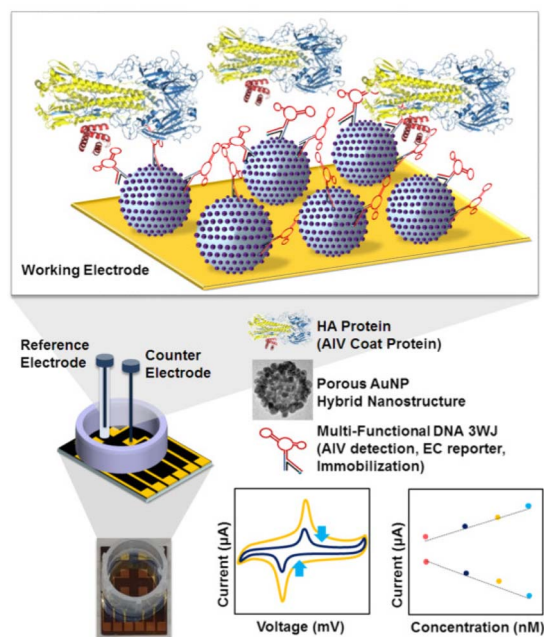 Working Electrode
Reference
Electrode
Counter
Electrode
HA Protein
(AIV Coat Protein)
Porous AuNP
Hybrid Nanostructure
Multi-Functional DNA 3WJ
(AIV detection, EC reporter,
Immobilization)
Current (μA)
Voltage (mV)
Current (μA)
Concentration (nM)